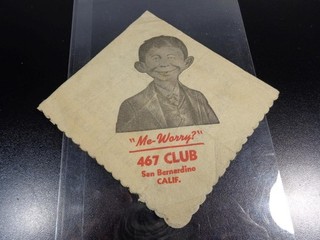 "Me-Worry?"
467 CLUB
San Bernardino
CALIF.